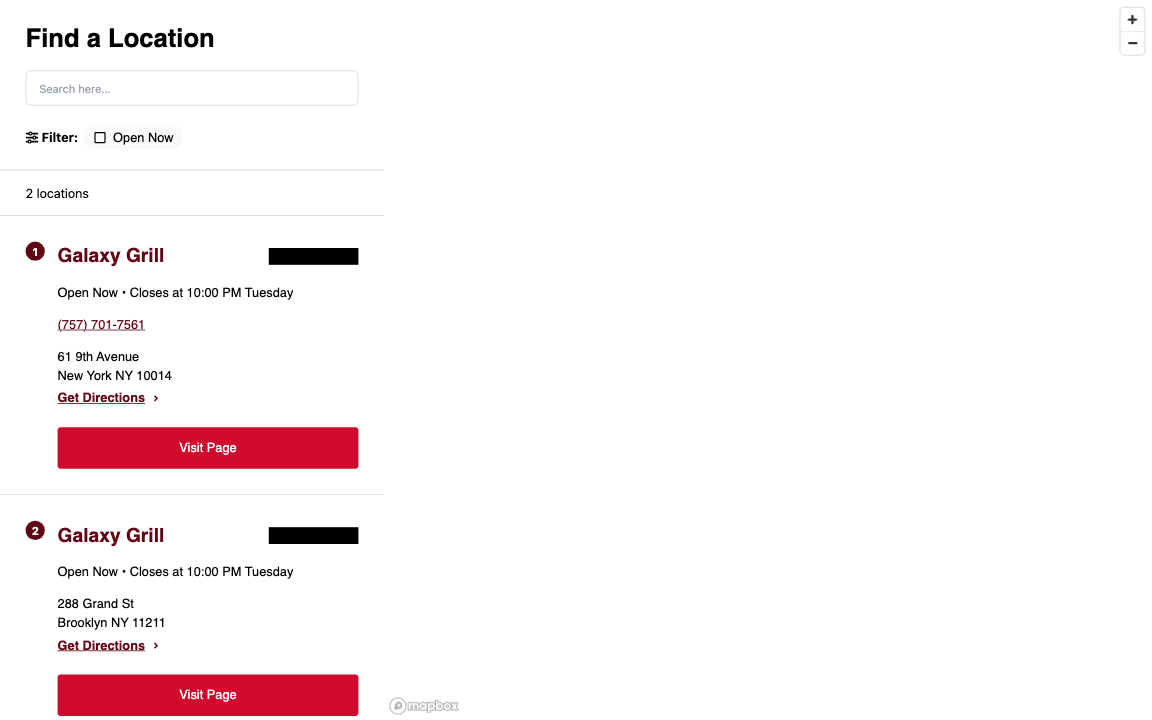 Find a Location
Search here...
Filter: Open Now
2 locations
1 Galaxy Grill
Open Now • Closes at 10:00 PM Tuesday
(757) 701-7561
61 9th Avenue
New York NY 10014
Get Directions
Visit Page
2 Galaxy Grill
Open Now • Closes at 10:00 PM Tuesday
288 Grand St
Brooklyn NY 11211
Get Directions
Visit Page
mapbox